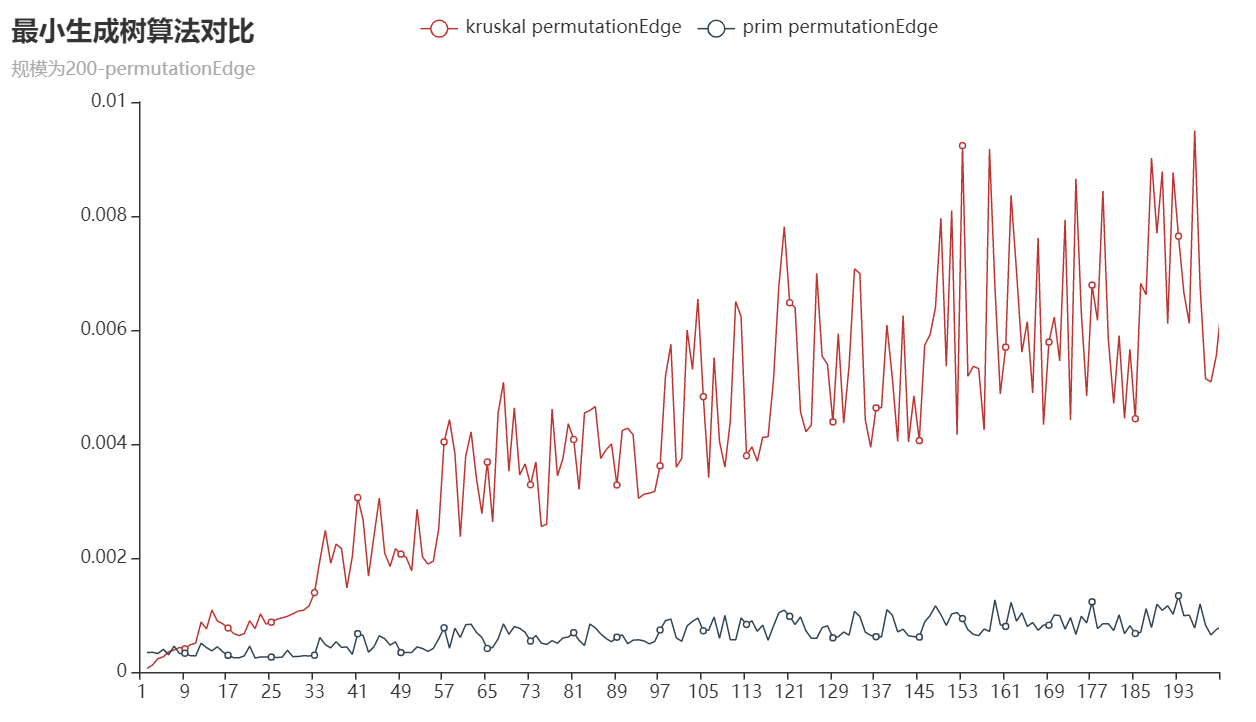 最小生成树算法对比
规模为200-permutationEdge
kruskal permutationEdge prim permutationEdge
0.01
0.008
0.006
0.004
0.002
0
1 9 17 25 33 41 49 57 65 73 81 89 97 105 113 121 129 137 145 153 161 169 177 185 193